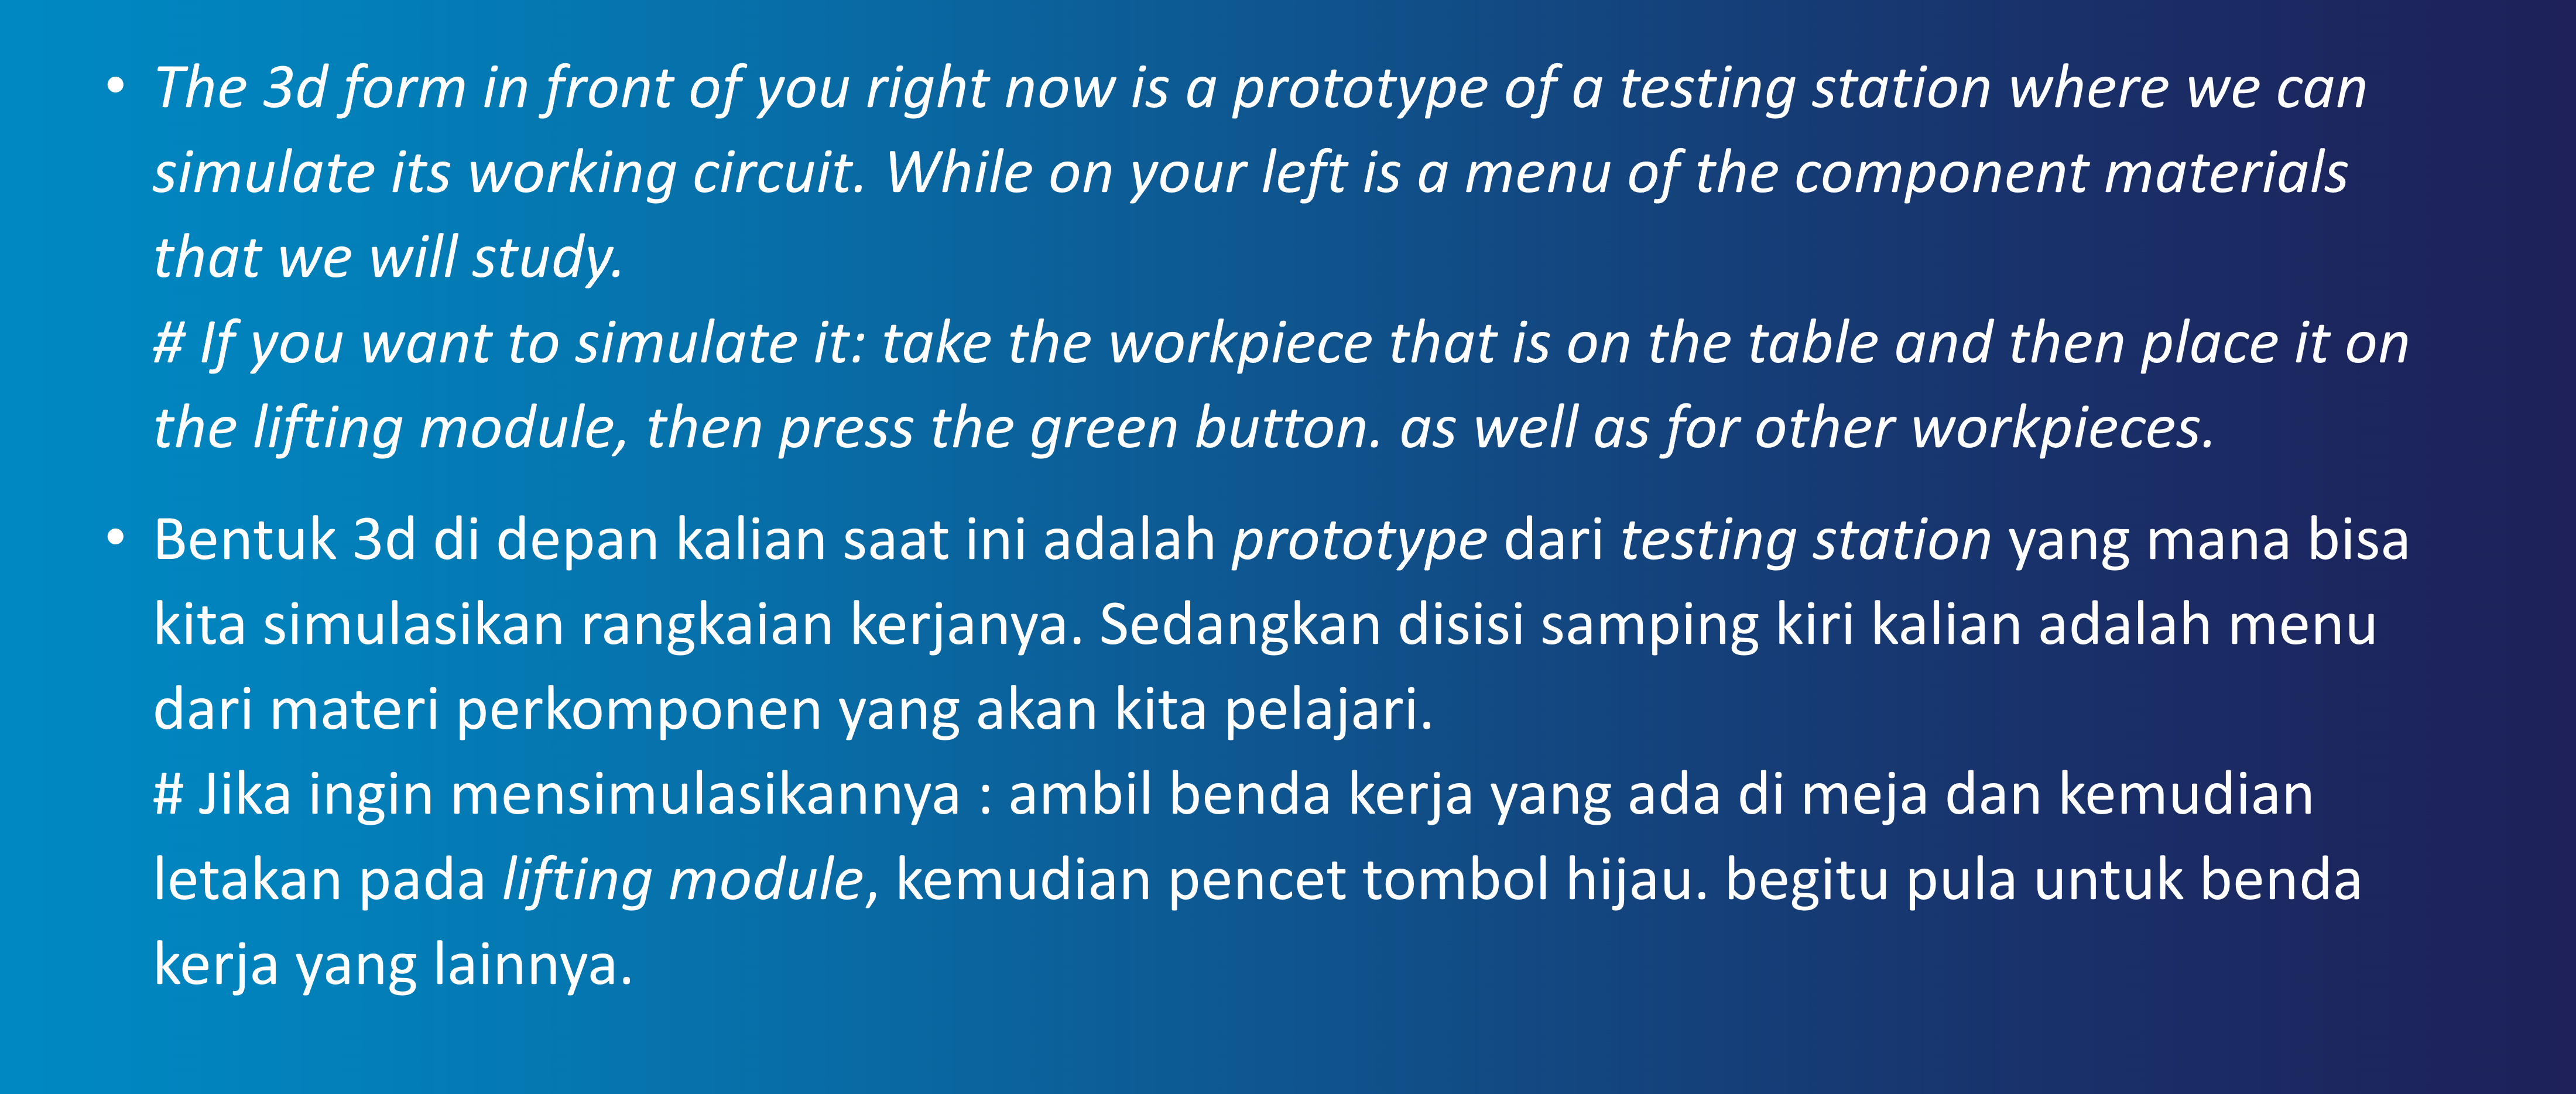 • The 3d form in front of you right now is a prototype of a testing station where we can
simulate its working circuit. While on your left is a menu of the component materials
that we will study.
# If you want to simulate it: take the workpiece that is on the table and then place it on
the lifting module, then press the green button. as well as for other workpieces.
• Bentuk 3d di depan kalian saat ini adalah prototype dari testing station yang mana bisa
kita simulasikan rangkaian kerjanya. Sedangkan disisi samping kiri kalian adalah menu
dari materi perkomponen yang akan kita pelajari.
# Jika ingin mensimulasikannya : ambil benda kerja yang ada di meja dan kemudian
letakan pada lifting module, kemudian pencet tombol hijau. begitu pula untuk benda
kerja yang lainnya.